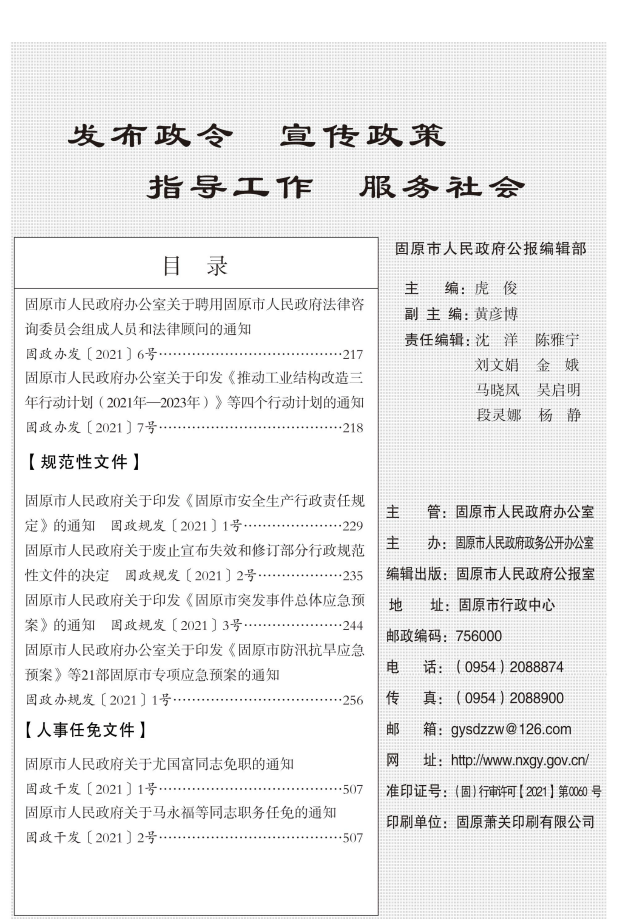 发布政令　宣传政策
指导工作　服务社会
目　录
固原市人民政府办公室关于聘用固原市人民政府法律咨
询委员会组成人员和法律顾问的通知
固政办发〔2021〕6号……………………………………217
固原市人民政府办公室关于印发《推动工业结构改造三
年行动计划（2021年—2023年）》等四个行动计划的通知
固政办发〔2021〕7号……………………………………218
【规范性文件】
固原市人民政府关于印发《固原市安全生产行政责任规
定》的通知　固政规发〔2021〕1号…………………229
固原市人民政府关于废止宣布失效和修订部分行政规范
性文件的决定　固政规发〔2021〕2号………………235
固原市人民政府关于印发《固原市突发事件总体应急预
案》的通知　固政规发〔2021〕3号…………………244
固原市人民政府办公室关于印发《固原市防汛抗旱应急
预案》等21部固原市专项应急预案的通知
固政办规发〔2021〕1号…………………………………256
【人事任免文件】
固原市人民政府关于尤国富同志免职的通知
固政干发〔2021〕1号……………………………………507
固原市人民政府关于马永福等同志职务任免的通知
固政干发〔2021〕2号……………………………………507
固原市人民政府公报编辑部
主　　编：虎　俊
副 主 编：黄彦博
责任编辑：沈　洋　陈雅宁
刘文娟　金　娥
马晓凤　吴启明
段灵娜　杨　静
主　　管：固原市人民政府办公室
主　　办：固原市人民政府政务公开办公室
编辑出版：固原市人民政府公报室
地　　址：固原市行政中心
邮政编码：756000
电　　话：（0954）2088874
传　　真：（0954）2088900
邮　　箱：gysdzzw@126.com
网　　址：http://www.nxgy.gov.cn/
准印证号：（固）行审许可【2021】第0060 号
印刷单位：固原萧关印刷有限公司